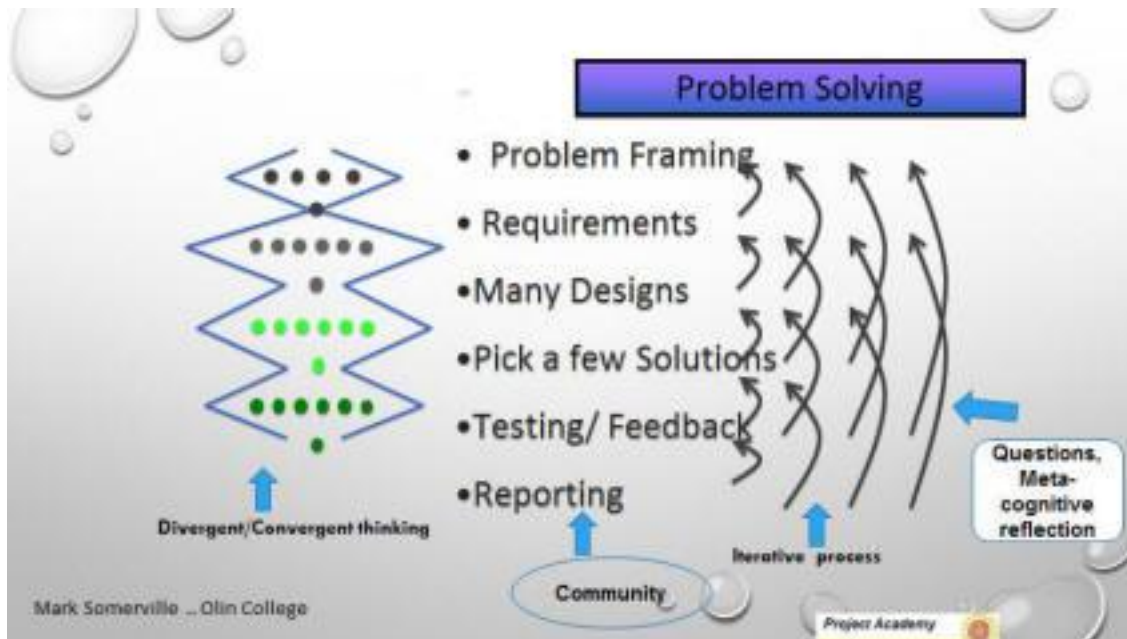 Problem Solving
• Problem Framing
• Requirements
•Many Designs
•Pick a few Solutions
•Testing/ Feedback
•Reporting
Questions,
Meta-
cognitive
reflection
Divergent/Convergent thinking
Iterative process
Community
Mark Somerville .. Olin College
Project Academy